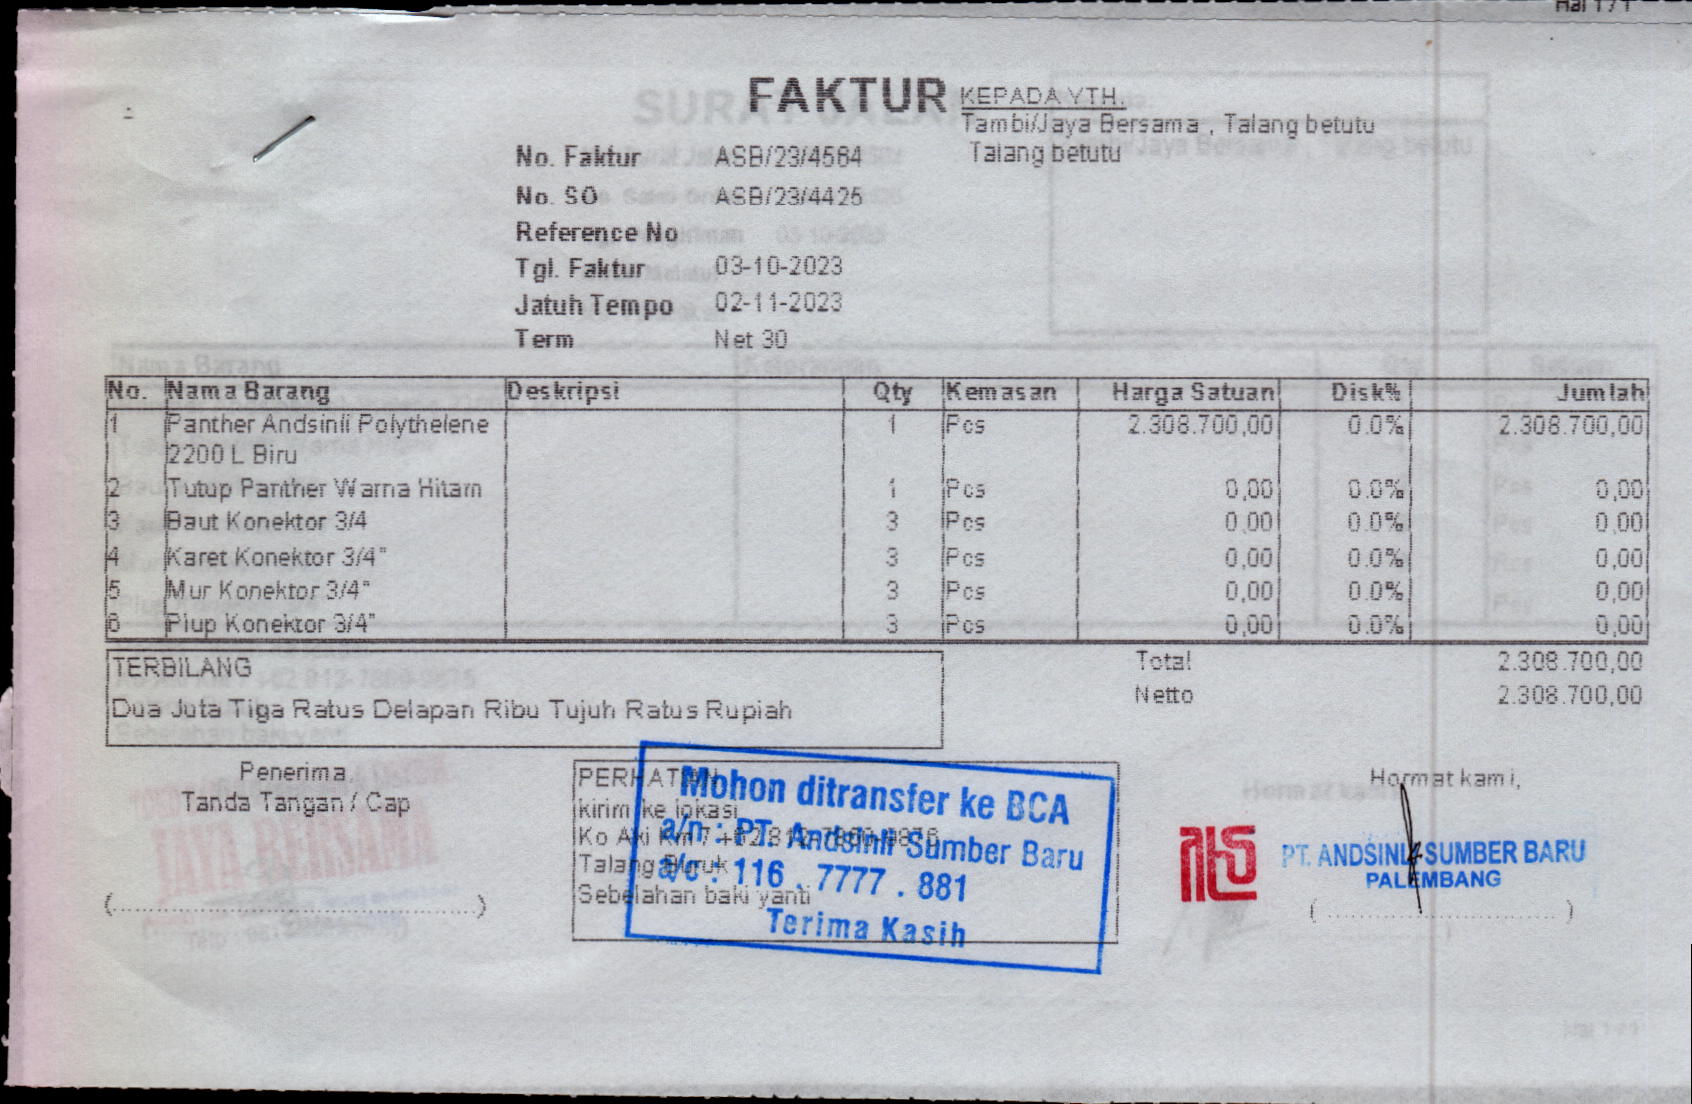 Hal 1 / 1
FAKTUR
KEPADA YTH.
Tambi/Jaya Bersama , Talang betutu
Talang betutu
No. Faktur ASB/23/4584
No. SO ASB/23/4425
Reference No
Tgl. Faktur 03-10-2023
Jatuh Tempo 02-11-2023
Term Net 30
No. Nama Barang Deskripsi Qty Kemasan Harga Satuan Disk% Jumlah
1 Panther Andsinli Polythelene 1 Pcs 2.308.700,00 0.0% 2.308.700,00
2200 L Biru
2 Tutup Panther Warna Hitam 1 Pcs 0,00 0.0% 0,00
3 Baut Konektor 3/4 3 Pcs 0,00 0.0% 0,00
4 Karet Konektor 3/4" 3 Pcs 0,00 0.0% 0,00
5 Mur Konektor 3/4" 3 Pcs 0,00 0.0% 0,00
6 Plup Konektor 3/4" 3 Pcs 0,00 0.0% 0,00
TERBILANG
Dua Juta Tiga Ratus Delapan Ribu Tujuh Ratus Rupiah
Total 2.308.700,00
Netto 2.308.700,00
Penerima,
Tanda Tangan / Cap
PERHATIAN
kirim ke lokasi
Ko Aki Km 7
Talang
Sebelahan baki yanti
Mohon ditransfer ke BCA
a/n : PT. Andsinli Sumber Baru
a/c : 116 . 7777 . 881
Terima Kasih
Hormat kami,
PT. ANDSINLI SUMBER BARU
PALEMBANG